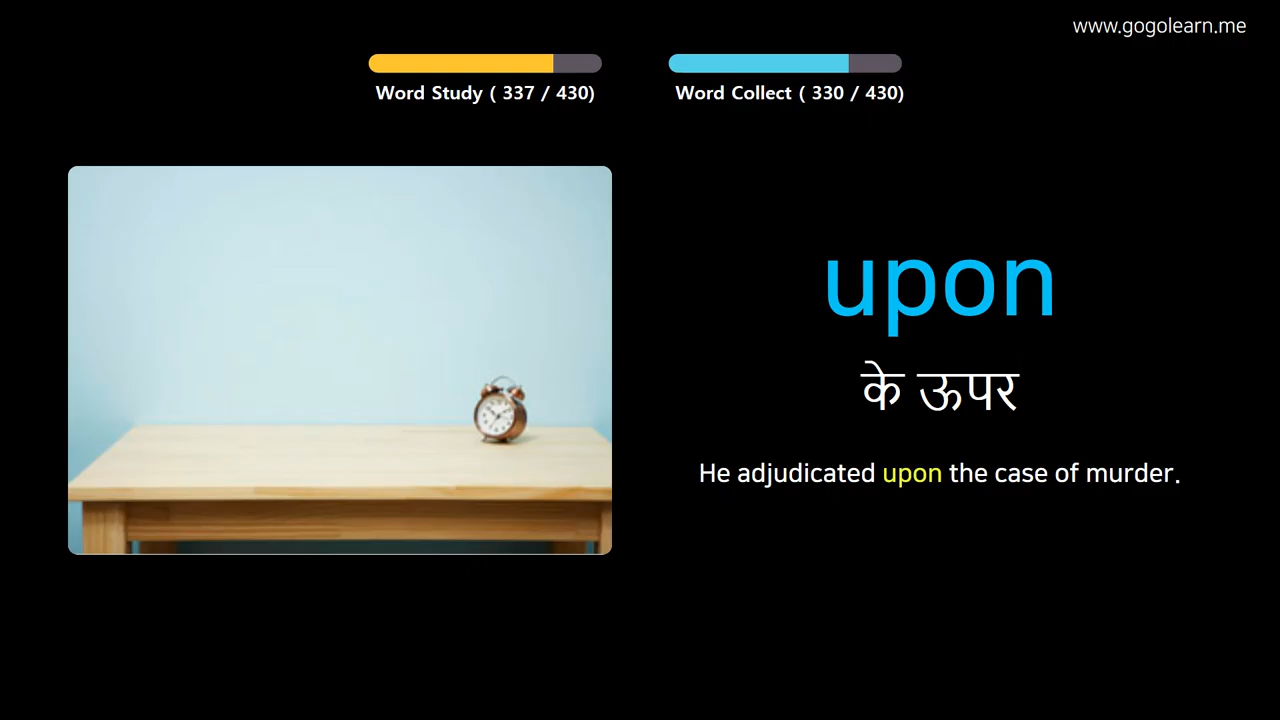 www.gogolearn.me
Word Study ( 337 / 430)
Word Collect ( 330 / 430)
upon
के ऊपर
He adjudicated upon the case of murder.